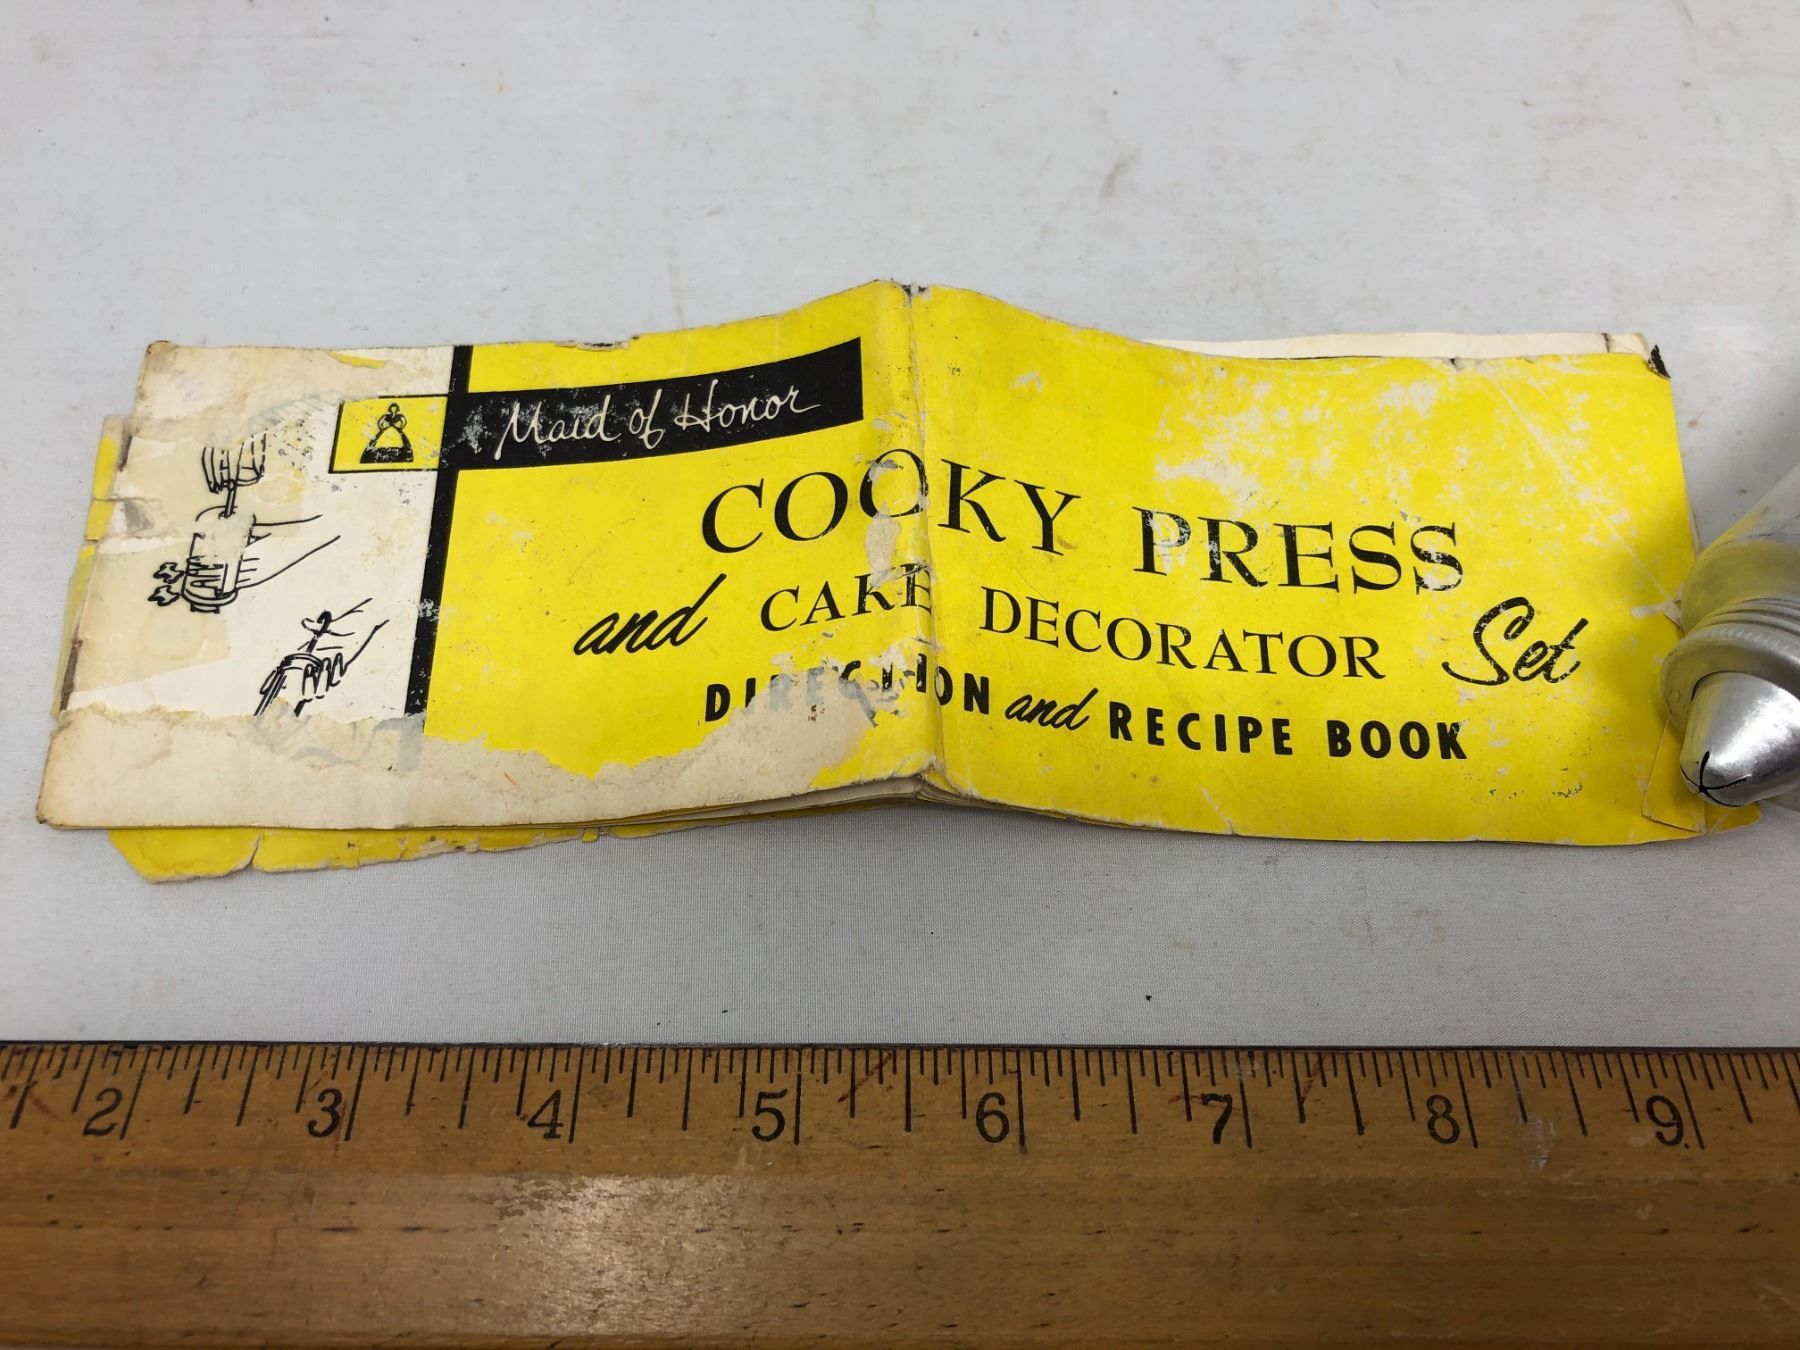 Maid of Honor
COOKY PRESS
and CAKE DECORATOR Set
DIRECTION and RECIPE BOOK
2 3 4 5 6 7 8 9